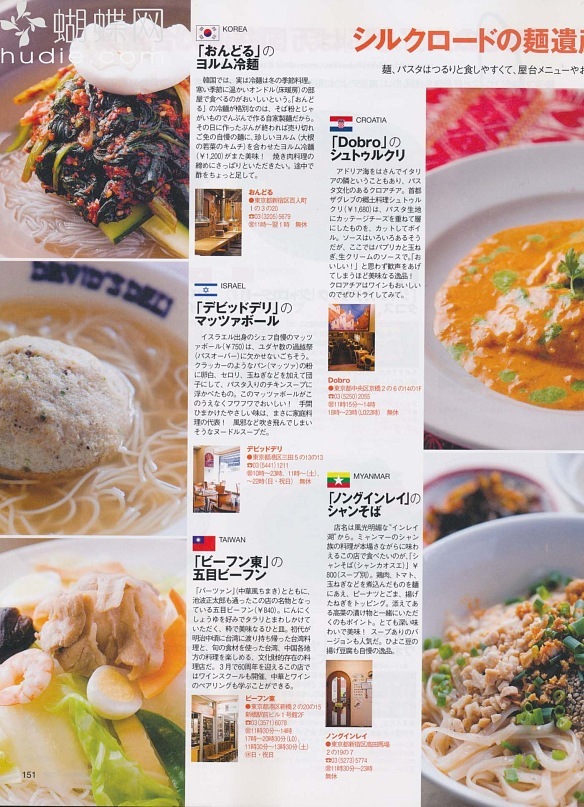 蝴蝶网
hudie.com
シルクロードの麺遺産
麺、パスタはつるりと食しやすくて、屋台メニューやお
KOREA
「おんどる」の
ヨルム冷麺
韓国では、実は冷麺は冬の季節料理。
寒い季節に温かいオンドル(床暖房)の部
屋で食べるのがおいしいという。「おんど
る」の冷麺が格別なのは、そば粉とじゃ
がいものでんぷんで作る自家製麺だから。
その日に作ったぶんが終われば売り切れ
ご免の自慢の麺に、珍しいヨルム(大根
の若菜のキムチ)を合わせたヨルム冷麺
(￥1,200)がまた美味！ 焼き肉料理の
締めにさっぱりといただきたい。途中で
酢をちょっと足して。
おんどる
●東京都新宿区百人町
1の3の20
☎03(3205)5679
営11時～翌1時 無休
CROATIA
「Dobro」の
シュトゥルクリ
アドリア海をはさんでイタリ
アの隣ということもあり、パス
タ文化のあるクロアチア。首都
ザグレブの郷土料理シュトゥル
クリ(￥1,680)は、パスタ生地
にカッテージチーズを重ねて層
にしたものを、カットしてボイ
ル。ソースはいろいろあるそう
だが、ここではパプリカと玉ね
ぎ、生クリームのソースで。「お
いしい！」と思わず歓声をあげ
てしまうほど美味なる逸品！
クロアチアはワインもおいし
いのでぜひトライしてみて。
Dobro
●東京都中央区京橋2の6の14の1F
☎03(5250)2055
営11時15分～14時
18時～23時(LO22時) 無休
ISRAEL
「デビッドデリ」の
マッツァボール
イスラエル出身のシェフ自慢のマッツ
ァボール(￥750)は、ユダヤ教の過越祭
(パスオーバー)に欠かせないごちそう。
クラッカーのようなパン(マッツァ)の粉
に卵白、セロリ、玉ねぎなどを加えて団
子にして、パスタ入りのチキンスープに
浮かべたもの。このマッツァボールがこ
のうえなくフワフワでおいしい！ 手間
ひまかけたやさしい味は、まさに家庭料
理の代表！ 風邪など吹き飛んでしまい
そうなヌードルスープだ。
デビッドデリ
●東京都港区三田5の13の13
☎03(5441)1211
営10時～23時、11時～(土)、
～22時(日・祝日) 無休
MYANMAR
「ノングインレイ」の
シャンそば
店名は風光明媚な“インレイ
湖”から。ミャンマーのシャン
族の料理が本場さながらに味わ
えるこの店で食べたいのが、「シ
ャンそば(シャンカオスエ)」￥
800(スープ別)。鶏肉、トマト、
玉ねぎなどを煮込んだものを麺
にあえ、ピーナツとごま、揚げ
たねぎをトッピング。添えてあ
る高菜の漬け物と一緒にいただ
くのもポイント。とても深い味
わいで美味！ スープありのバー
ジョンも人気だ。ひよこ豆の
揚げ豆腐も自慢の逸品。
ノングインレイ
●東京都新宿区高田馬場
2の19の7
☎03(5273)5774
営11時30分～23時
無休
TAIWAN
「ビーフン東」の
五目ビーフン
「バーツァン」(中華風ちまき)とともに、
池波正太郎も通ったこの店の名物となっ
ている五目ビーフン(￥840)。にんにく
しょうゆを好みでタラリとまわしかけて
いただく、粋で美味なるひと皿。初代が
明治中頃に台湾に渡り持ち帰った台湾料
理と、旬の食材を使った台湾、中国各地
方の料理を楽しめる、文化財的存在の料
理店だ。3月で60周年を迎えるこの店で
はワインスクールも開催、中華とワイン
のペアリングも学ぶことができる。
ビーフン東
●東京都港区新橋2の20の15
新橋駅前ビル1号館2F
☎03(3571)6078
営11時30分～14時
17時～20時30分(LO)、
11時30分～13時30分(土)
休日・祝日
151